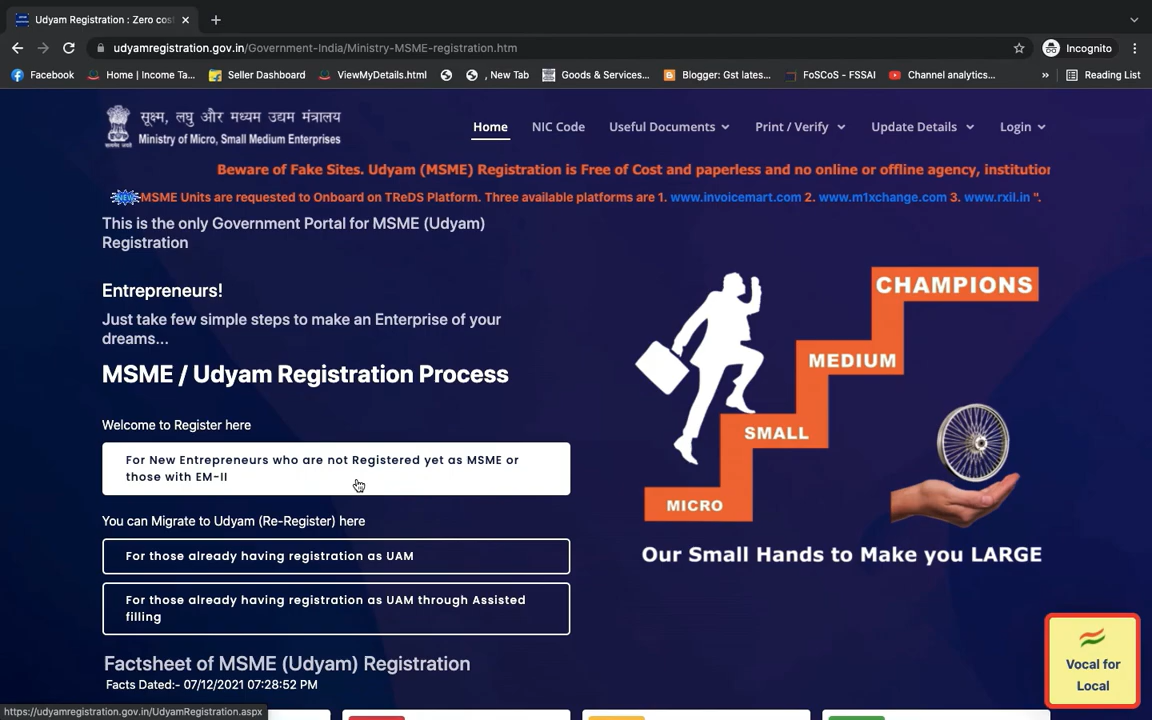 Udyam Registration : Zero cos
udyamregistration.gov.in/Government-India/Ministry-MSME-registration.htm
Incognito
Facebook
Home | Income Ta...
Seller Dashboard
ViewMyDetails.html
, New Tab
Goods & Services...
Blogger: Gst latest...
FoSCoS - FSSAI
Channel analytics...
»
Reading List
सूक्ष्म, लघु और मध्यम उद्यम मंत्रालय
Ministry of Micro, Small Medium Enterprises
Home
NIC Code
Useful Documents
Print / Verify
Update Details
Login
Beware of Fake Sites. Udyam (MSME) Registration is Free of Cost and paperless and no online or offline agency, institution
NEW MSME Units are requested to Onboard on TReDS Platform. Three available platforms are 1. www.invoicemart.com 2. www.m1xchange.com 3. www.rxil.in ".
This is the only Government Portal for MSME (Udyam)
Registration
Entrepreneurs!
Just take few simple steps to make an Enterprise of your
dreams...
MSME / Udyam Registration Process
Welcome to Register here
For New Entrepreneurs who are not Registered yet as MSME or
those with EM-II
You can Migrate to Udyam (Re-Register) here
For those already having registration as UAM
For those already having registration as UAM through Assisted
filling
Factsheet of MSME (Udyam) Registration
Facts Dated:- 07/12/2021 07:28:52 PM
CHAMPIONS
MEDIUM
SMALL
MICRO
Our Small Hands to Make you LARGE
Vocal for
Local
https://udyamregistration.gov.in/UdyamRegistration.aspx